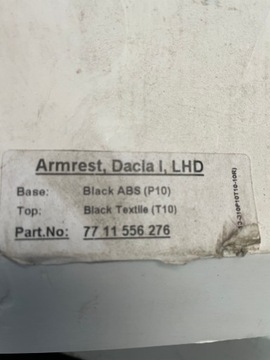 Armrest, Dacia I, LHD
Base: Black ABS (P10)
Top: Black Textile (T10)
Part.No: 77 11 556 276